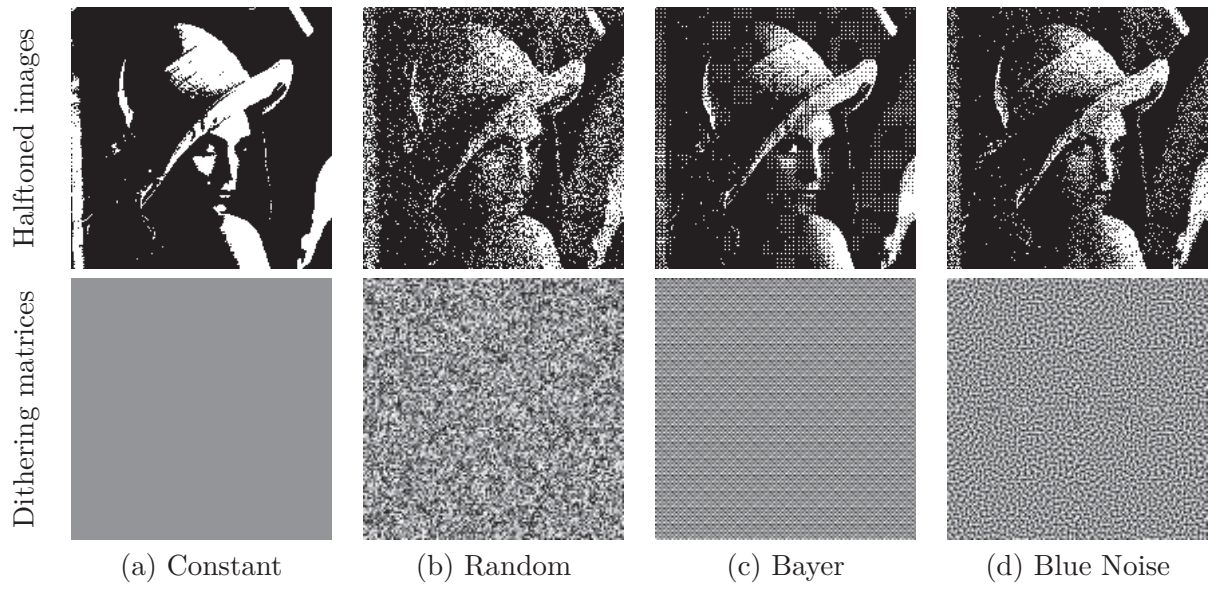 Halftoned images
Dithering matrices
(a) Constant
(b) Random
(c) Bayer
(d) Blue Noise